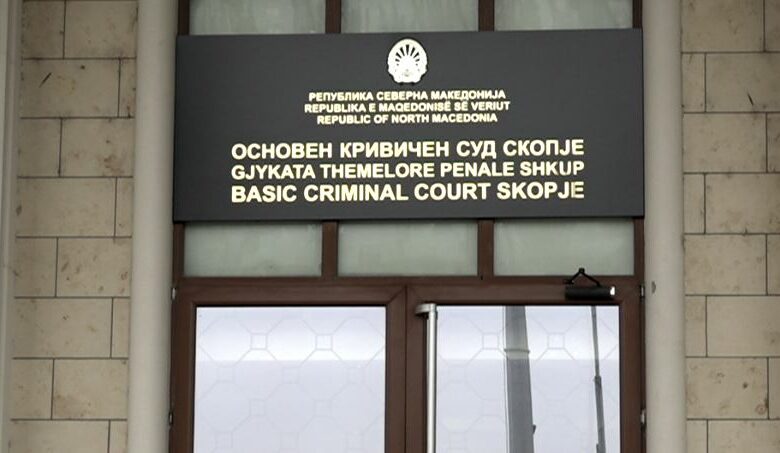 РЕПУБЛИКА СЕВЕРНА МАКЕДОНИЈА
REPUBLIKA E MAQEDONISË SË VERIUT
REPUBLIC OF NORTH MACEDONIA
ОСНОВЕН КРИВИЧЕН СУД СКОПЈЕ
GJYKATA THEMELORE PENALE SHKUP
BASIC CRIMINAL COURT SKOPJE